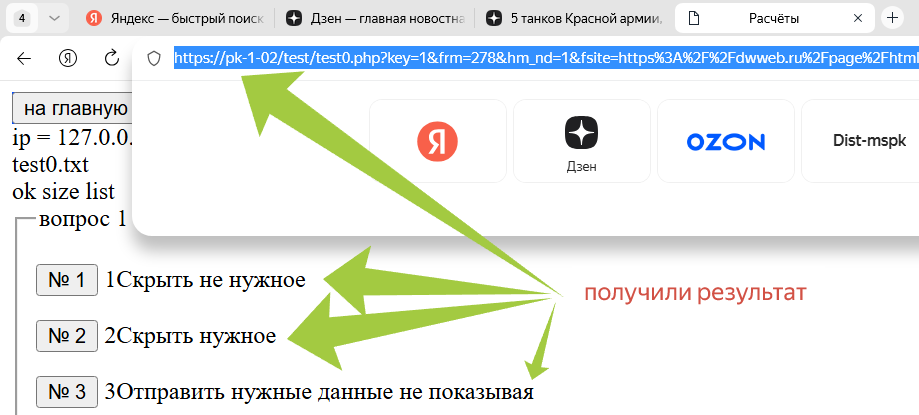 4
Яндекс — быстрый поиск
Дзен — главная новостна
5 танков Красной армии,
Расчёты
Я
https://pk-1-02/test/test0.php?key=1&frm=278&hm_nd=1&fsite=https%3A%2F%2Fdwweb.ru%2Fpage%2Fhtml
на главную
Я
Дзен
OZON
Dist-mspk
ip = 127.0.0.
test0.txt
ok size list
вопрос 1
№ 1 1Скрыть не нужное
получили результат
№ 2 2Скрыть нужное
№ 3 3Отправить нужные данные не показывая